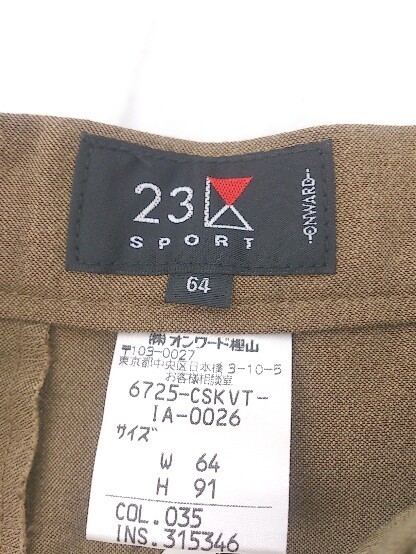 23区
SPORT
ONWARD
64
(株)オンワード樫山
〒103-0027
東京都中央区日本橋 3-10-5
お客様相談室
6725-CSKVT-
IA-0026
サイズ
W 64
H 91
COL.035
INS.315346